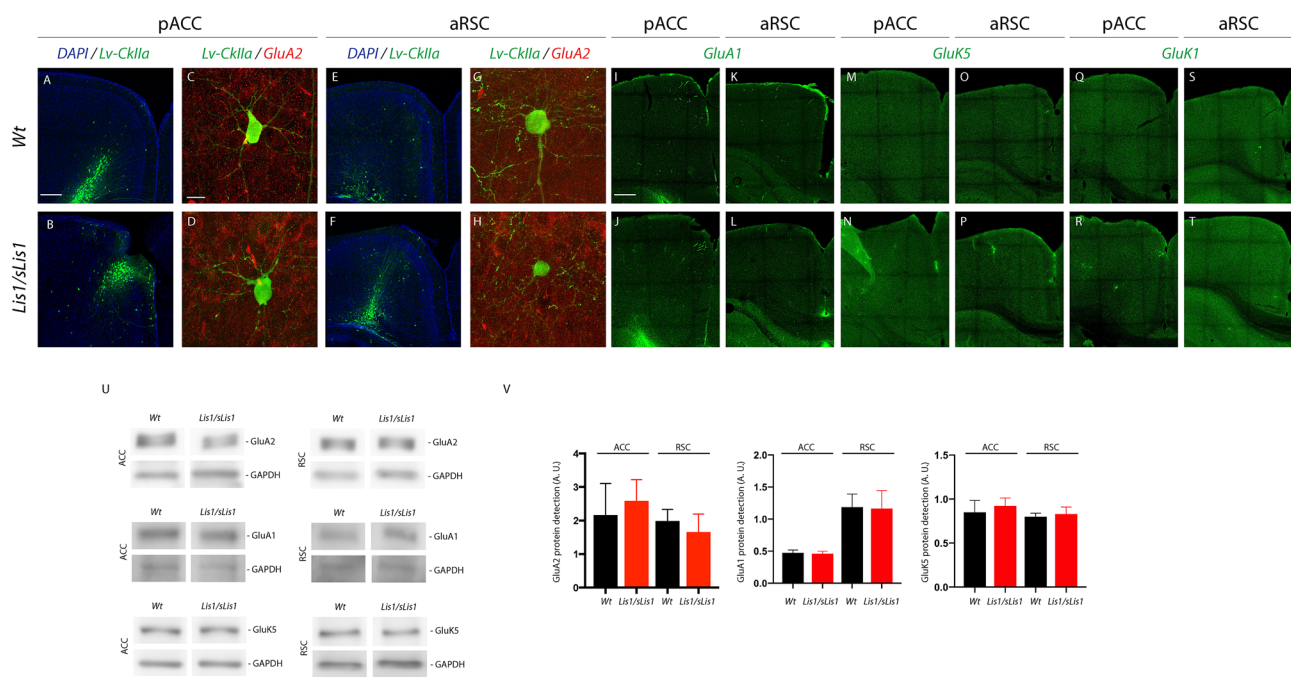 pACC aRSC pACC aRSC pACC aRSC pACC aRSC
DAPI / Lv-CkIIa Lv-CkIIa / GluA2 DAPI / Lv-CkIIa Lv-CkIIa / GluA2 GluA1 GluK5 GluK1
Wt
A C E G I K M O Q S
Lis1/sLis1
B D F H J L N P R T
U
Wt Lis1/sLis1 Wt Lis1/sLis1
ACC - GluA2 RSC - GluA2
- GAPDH - GAPDH
Wt Lis1/sLis1 Wt Lis1/sLis1
ACC - GluA1 RSC - GluA1
- GAPDH - GAPDH
Wt Lis1/sLis1 Wt Lis1/sLis1
ACC - GluK5 RSC - GluK5
- GAPDH - GAPDH
V
GluA2 protein detection (A. U.)
ACC RSC
4
3
2
1
0
Wt Lis1/sLis1 Wt Lis1/sLis1
GluA1 protein detection (A. U.)
ACC RSC
2.0
1.5
1.0
0.5
0.0
Wt Lis1/sLis1 Wt Lis1/sLis1
GluK5 protein detection (A. U.)
ACC RSC
1.5
1.0
0.5
0.0
Wt Lis1/sLis1 Wt Lis1/sLis1